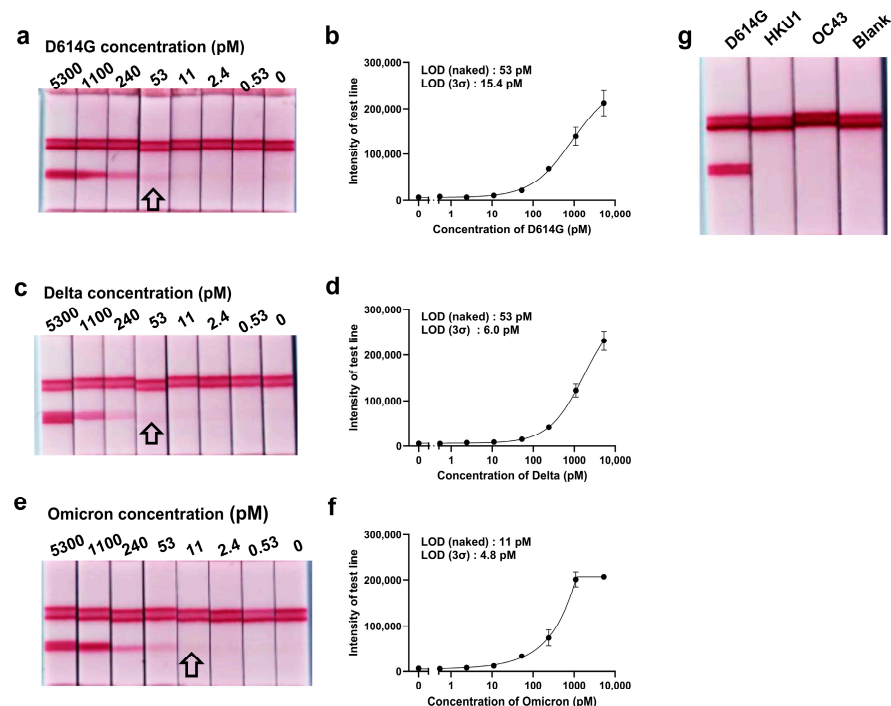 a
D614G concentration (pM)
5300 1100 240 53 11 2.4 0.53 0
b
LOD (naked) : 53 pM
LOD (3σ) : 15.4 pM
Intensity of test line
300,000
200,000
100,000
0
0 1 10 100 1000 10,000
Concentration of D614G (pM)
g
D614G HKU1 OC43 Blank
c
Delta concentration (pM)
5300 1100 240 53 11 2.4 0.53 0
d
LOD (naked) : 53 pM
LOD (3σ) : 6.0 pM
Intensity of test line
300,000
200,000
100,000
0
0 1 10 100 1000 10,000
Concentration of Delta (pM)
e
Omicron concentration (pM)
5300 1100 240 53 11 2.4 0.53 0
f
LOD (naked) : 11 pM
LOD (3σ) : 4.8 pM
Intensity of test line
300,000
200,000
100,000
0
0 1 10 100 1000 10,000
Concentration of Omicron (pM)